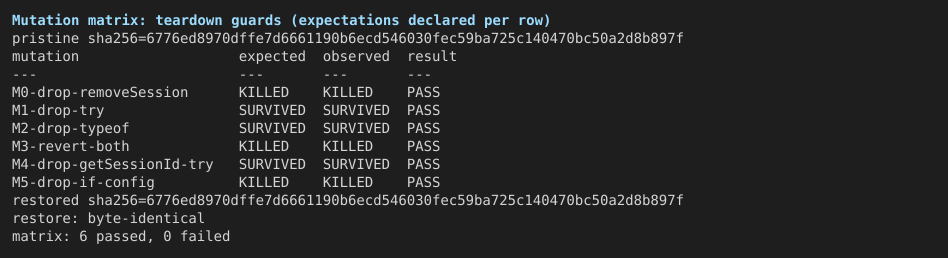 Mutation matrix: teardown guards (expectations declared per row)
pristine sha256=6776ed8970dffe7d6661190b6ecd546030fec59ba725c140470bc50a2d8b897f
mutation expected observed result
--- --- --- ---
M0-drop-removeSession KILLED KILLED PASS
M1-drop-try SURVIVED SURVIVED PASS
M2-drop-typeof SURVIVED SURVIVED PASS
M3-revert-both KILLED KILLED PASS
M4-drop-getSessionId-try SURVIVED SURVIVED PASS
M5-drop-if-config KILLED KILLED PASS
restored sha256=6776ed8970dffe7d6661190b6ecd546030fec59ba725c140470bc50a2d8b897f
restore: byte-identical
matrix: 6 passed, 0 failed